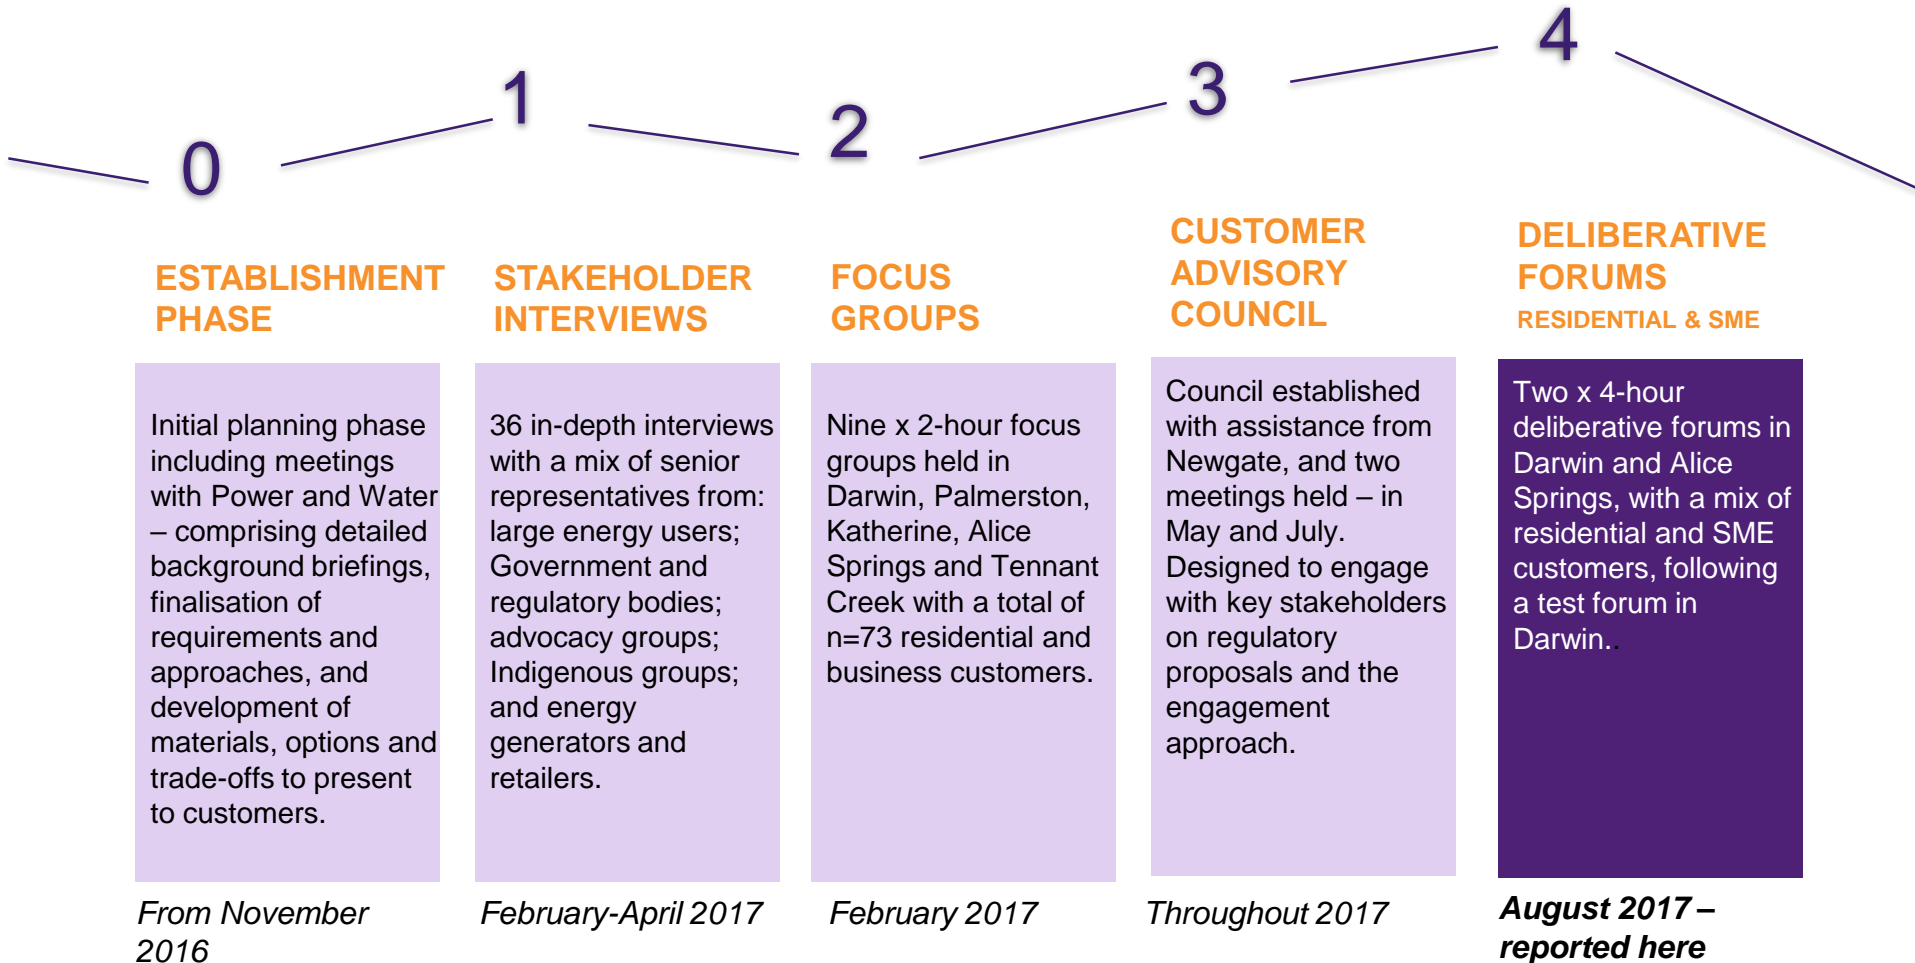 0
1
2
3
4
ESTABLISHMENT
PHASE
Initial planning phase
including meetings
with Power and Water
– comprising detailed
background briefings,
finalisation of
requirements and
approaches, and
development of
materials, options and
trade-offs to present
to customers.
From November
2016
STAKEHOLDER
INTERVIEWS
36 in-depth interviews
with a mix of senior
representatives from:
large energy users;
Government and
regulatory bodies;
advocacy groups;
Indigenous groups;
and energy
generators and
retailers.
February-April 2017
FOCUS
GROUPS
Nine x 2-hour focus
groups held in
Darwin, Palmerston,
Katherine, Alice
Springs and Tennant
Creek with a total of
n=73 residential and
business customers.
February 2017
CUSTOMER
ADVISORY
COUNCIL
Council established
with assistance from
Newgate, and two
meetings held – in
May and July.
Designed to engage
with key stakeholders
on regulatory
proposals and the
engagement
approach.
Throughout 2017
DELIBERATIVE
FORUMS
RESIDENTIAL & SME
Two x 4-hour
deliberative forums in
Darwin and Alice
Springs, with a mix of
residential and SME
customers, following
a test forum in
Darwin..
August 2017 –
reported here